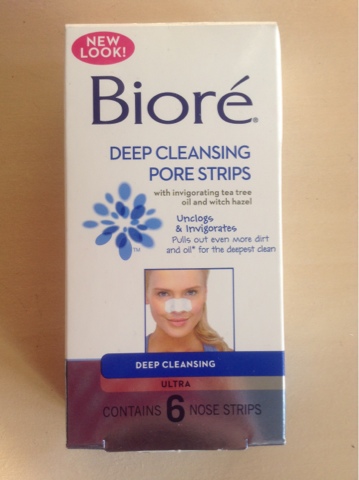 NEW
LOOK!
Bioré®
DEEP CLEANSING
PORE STRIPS
with invigorating tea tree
oil and witch hazel
Unclogs
& Invigorates
Pulls out even more dirt
and oil* for the deepest clean
TM
DEEP CLEANSING
ULTRA
CONTAINS 6 NOSE STRIPS